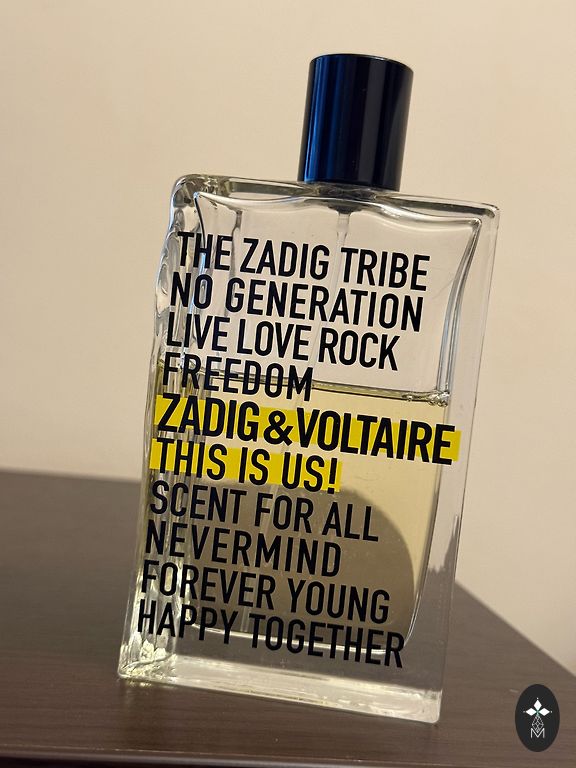 THE ZADIG TRIBE
NO GENERATION
LIVE LOVE ROCK
FREEDOM
ZADIG&VOLTAIRE
THIS IS US!
SCENT FOR ALL
NEVERMIND
FOREVER YOUNG
HAPPY TOGETHER
M